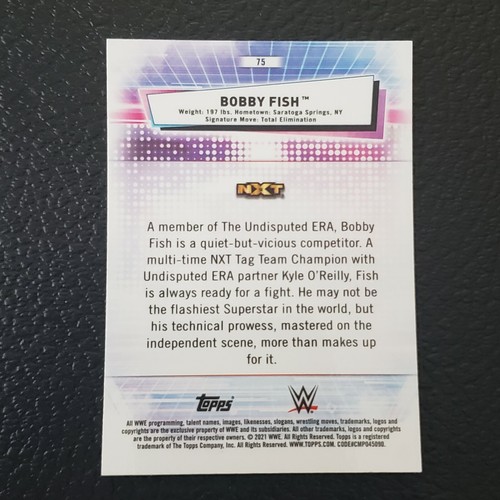 75
BOBBY FISH™
Weight: 197 lbs. Hometown: Saratoga Springs, NY
Signature Move: Total Elimination
NXT
A member of The Undisputed ERA, Bobby
Fish is a quiet-but-vicious competitor. A
multi-time NXT Tag Team Champion with
Undisputed ERA partner Kyle O'Reilly, Fish
is always ready for a fight. He may not be
the flashiest Superstar in the world, but
his technical prowess, mastered on the
independent scene, more than makes up
for it.
Topps W
All WWE programming, talent names, images, likenesses, slogans, wrestling moves, trademarks, logos and
copyrights are the exclusive property of WWE and its subsidiaries. All other trademarks, logos and copyrights
are the property of their respective owners. © 2021 WWE. All Rights Reserved. Topps is a registered
trademark of The Topps Company, Inc. All Rights Reserved. WWW.TOPPS.COM. CODE#CMP045090.